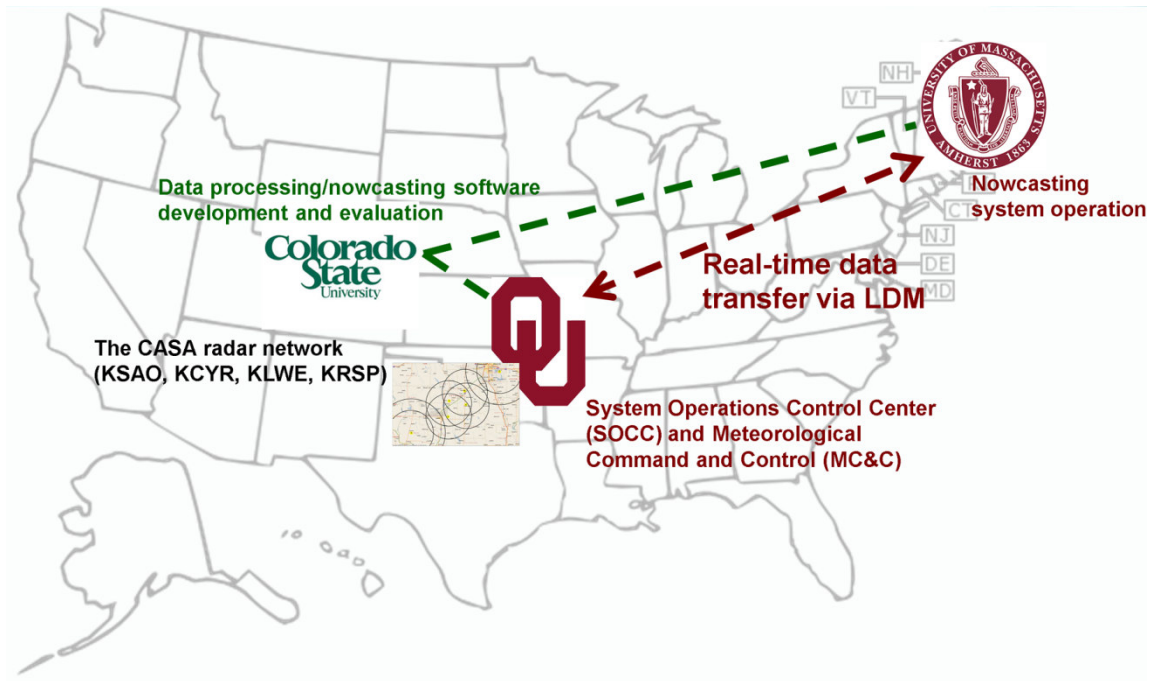 UNIVERSITY OF MASSACHUSETTS
AMHERST 1863
NH
VT
Nowcasting
system operation
CT
NJ
DE
MD
Data processing/nowcasting software
development and evaluation
Colorado
State
University
Real-time data
transfer via LDM
OU
The CASA radar network
(KSAO, KCYR, KLWE, KRSP)
System Operations Control Center
(SOCC) and Meteorological
Command and Control (MC&C)